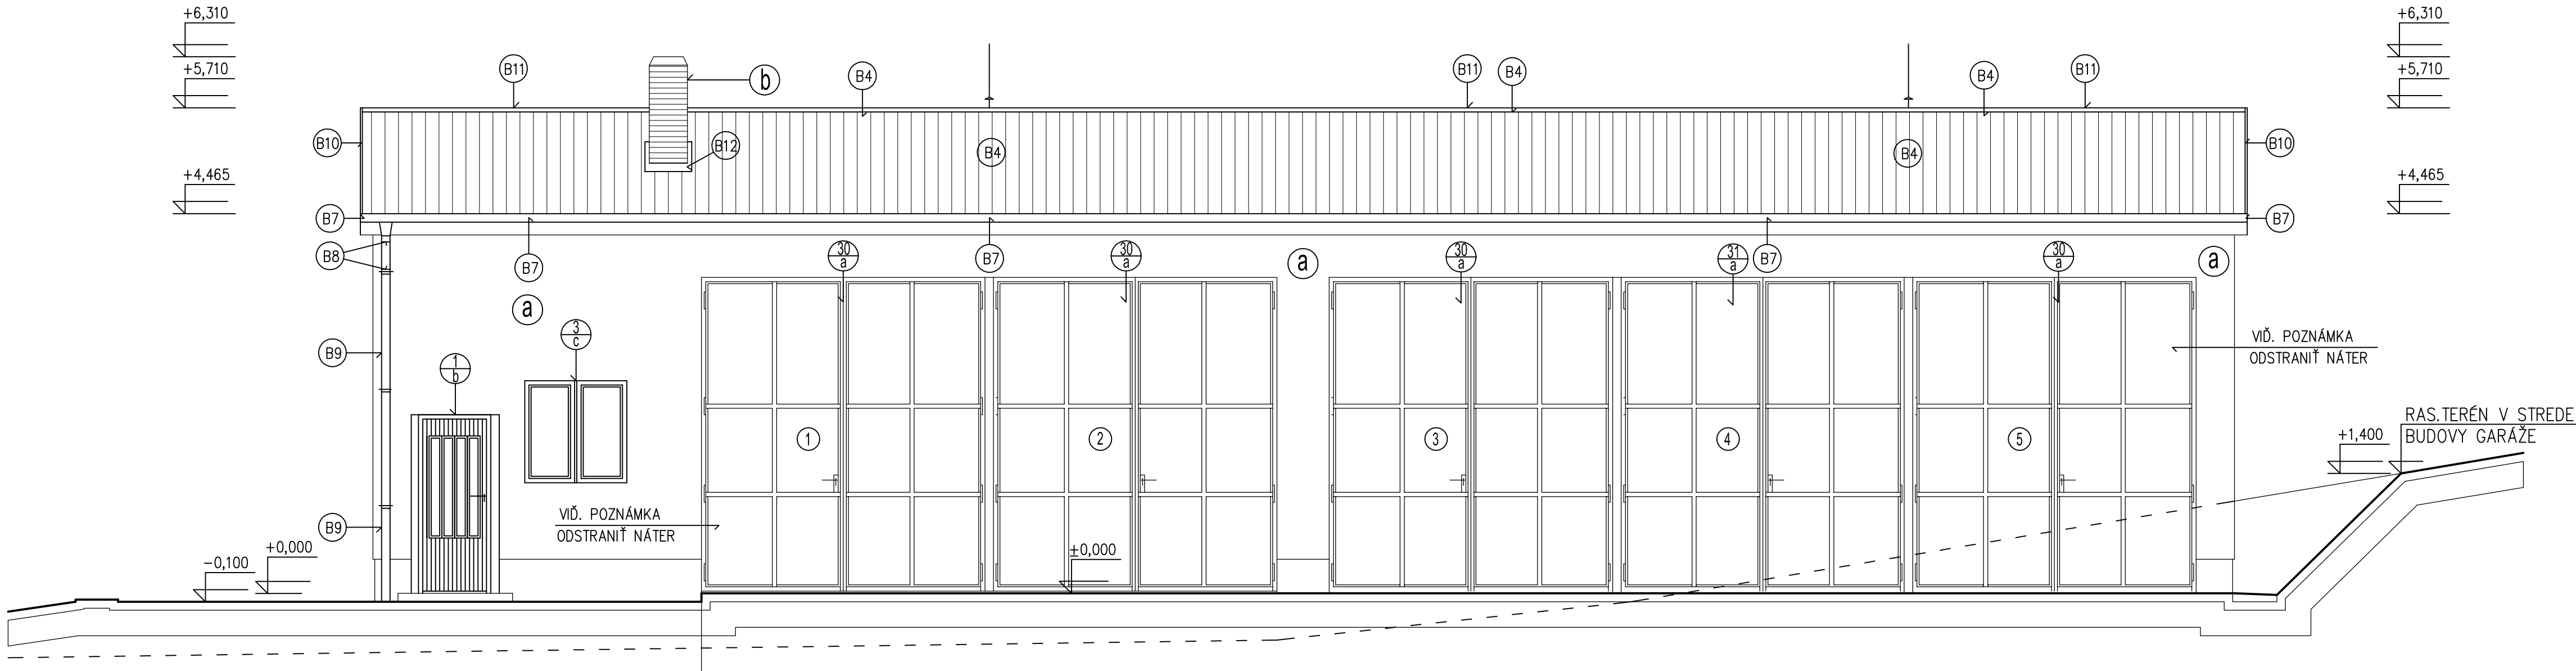 +6,310
+6,310
+5,710
B11
b
B4
B11
B4
B4
B11
+5,710
B10
B12
B4
B4
B10
+4,465
+4,465
B7
B7
B8
B7
30
a
B7
30
a
a
30
a
31
a
B7
30
a
a
a
3
c
B9
1
b
VIĎ. POZNÁMKA
ODSTRANIŤ NÁTER
RAS.TERÉN V STREDE
BUDOVY GARÁŽE
+1,400
1
2
3
4
5
VIĎ. POZNÁMKA
ODSTRANIŤ NÁTER
B9
-0,100
+0,000
±0,000